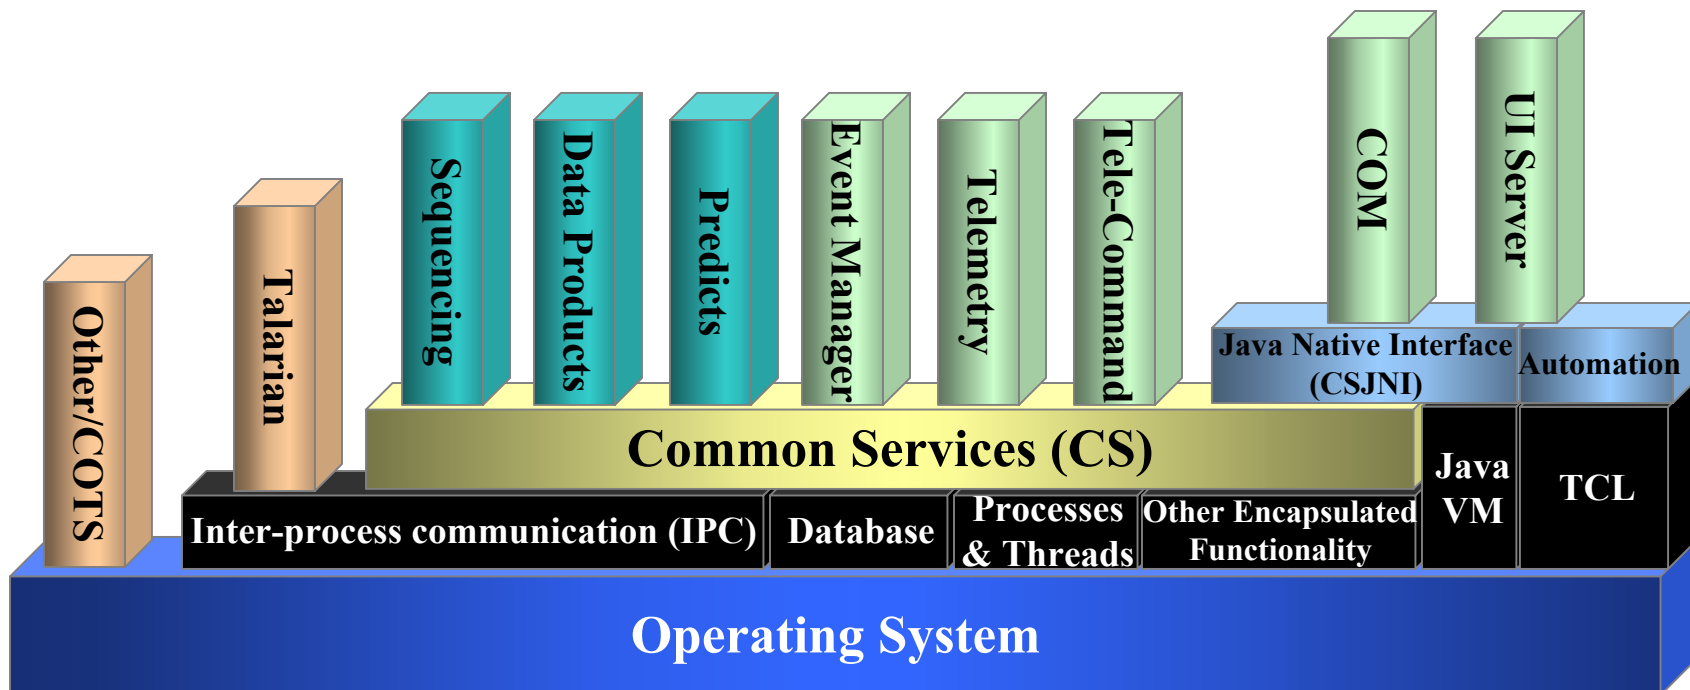 Other/COTS
Talarian
Sequencing
Data Products
Predicts
Event Manager
Telemetry
Tele-Command
COM
UI Server
Java Native Interface
(CSJNI)
Automation
Common Services (CS)
Java
VM
TCL
Inter-process communication (IPC)
Database
Processes
& Threads
Other Encapsulated
Functionality
Operating System